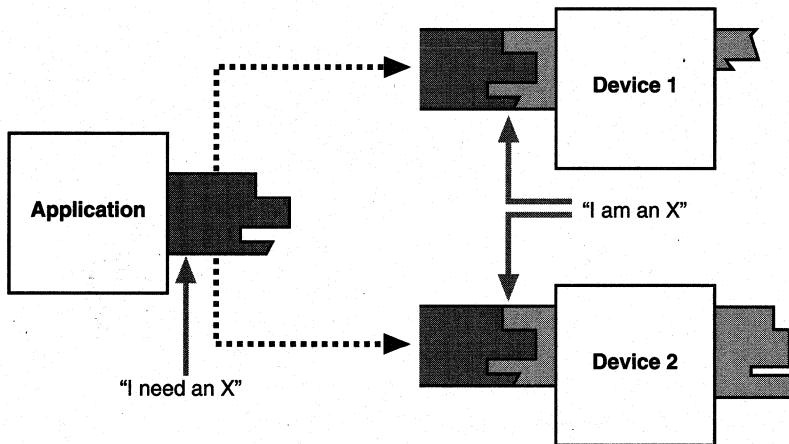 Device 1
Application
“I am an X”
Device 2
“I need an X”